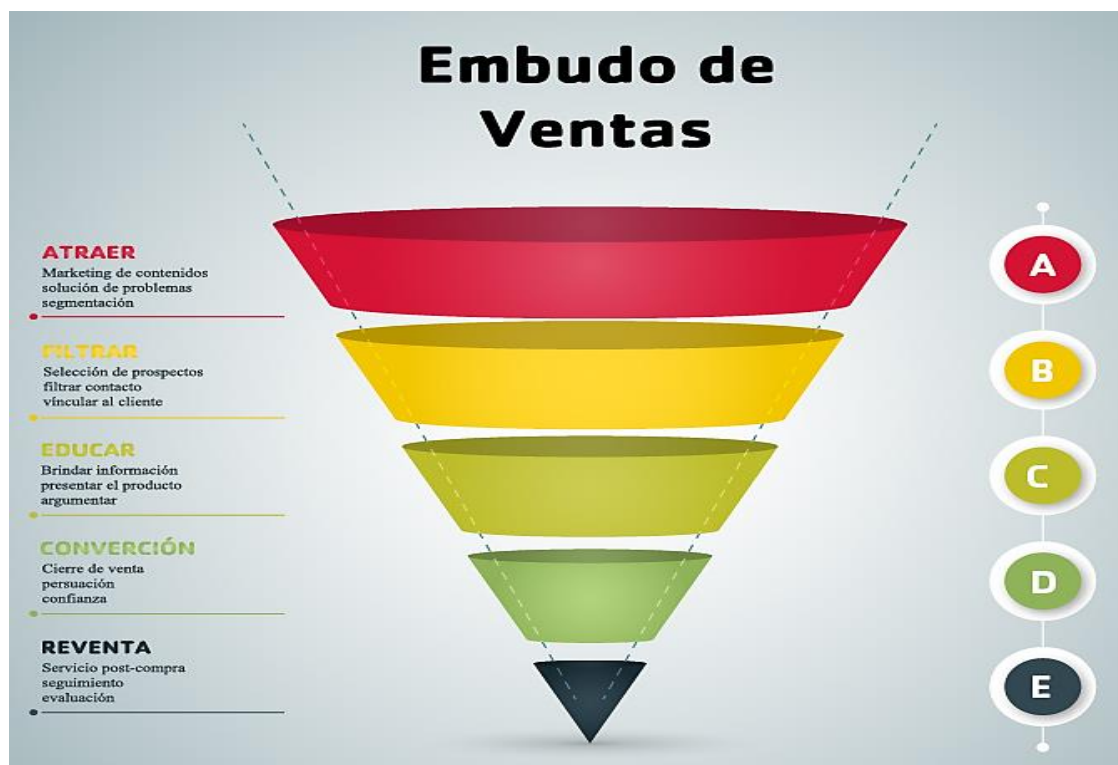 Embudo de
Ventas
ATRAER
Marketing de contenidos
solución de problemas
segmentación
FILTRAR
Selección de prospectos
filtrar contacto
vincular al cliente
EDUCAR
Brindar información
presentar el producto
argumentar
CONVERCIÓN
Cierre de venta
persuación
confianza
REVENTA
Servicio post-compra
seguimiento
evaluación
A
B
C
D
E